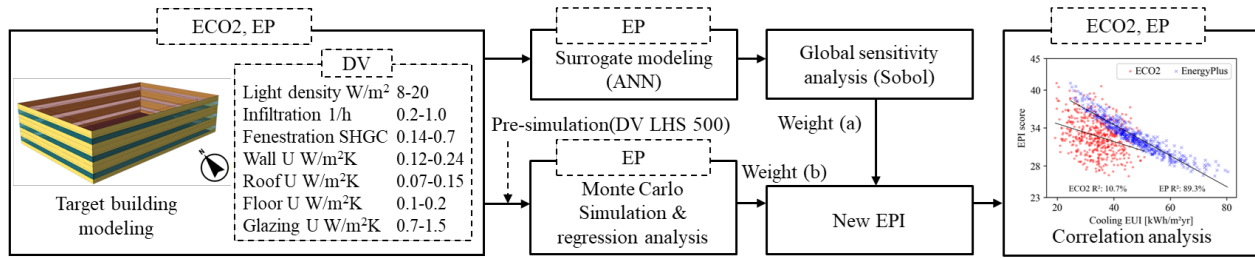 ECO2, EP
DV
Light density W/m² 8-20
Infiltration 1/h 0.2-1.0
Fenestration SHGC 0.14-0.7
Wall U W/m²K 0.12-0.24
Roof U W/m²K 0.07-0.15
Floor U W/m²K 0.1-0.2
Glazing U W/m²K 0.7-1.5
N
Target building
modeling
Pre-simulation(DV LHS 500)
EP
Surrogate modeling
(ANN)
EP
Monte Carlo
Simulation &
regression analysis
Global sensitivity
analysis (Sobol)
Weight (a)
Weight (b)
New EPI
ECO2, EP
ECO2
EnergyPlus
EPI score
45
41
34
28
23
ECO2 R²: 10.7%
EP R²: 89.3%
20 40 60 80
Cooling EUI [kWh/m²yr]
Correlation analysis